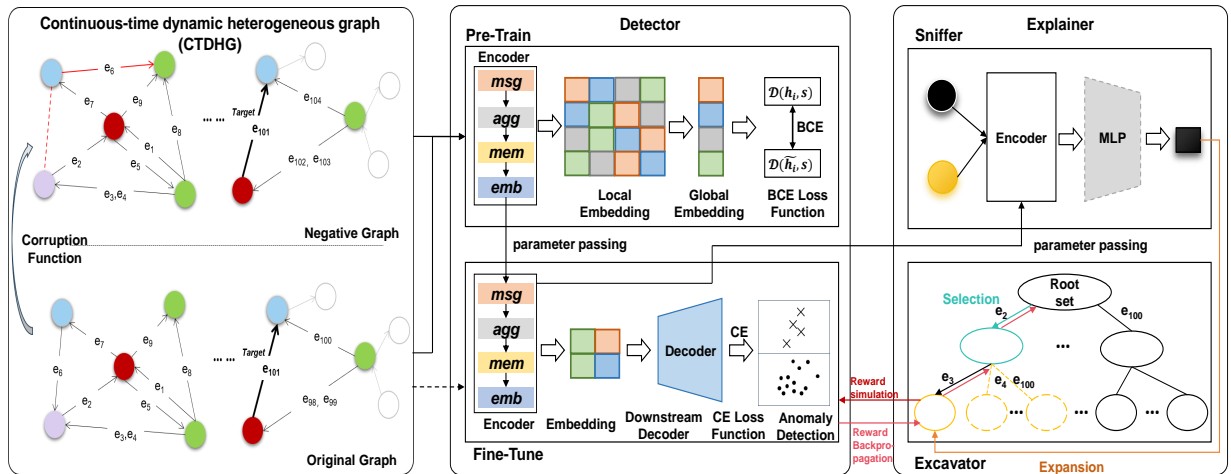 Continuous-time dynamic heterogeneous graph
(CTDHG)
e6
e7
e9
e2
e1
e5
e8
e3,e4
... ...
Target
e101
e104
e102, e103
Corruption
Function
Negative Graph
e7
e9
e6
e2
e1
e5
e8
e3,e4
... ...
Target
e101
e100
e98, e99
Original Graph
Detector
Pre-Train
Encoder
msg
agg
mem
emb
Local
Embedding
Global
Embedding
D(hᵢ, s)
BCE
D(h̃ᵢ, s)
BCE Loss
Function
parameter passing
msg
agg
mem
emb
Encoder
Embedding
Decoder
Downstream
Decoder
CE
CE Loss
Function
Anomaly
Detection
Fine-Tune
Reward
simulation
Reward
Backpro-
pagation
Explainer
Sniffer
Encoder
MLP
parameter passing
Selection
Root
set
e2
e100
...
e3
e4
e100
...
...
...
Excavator
Expansion